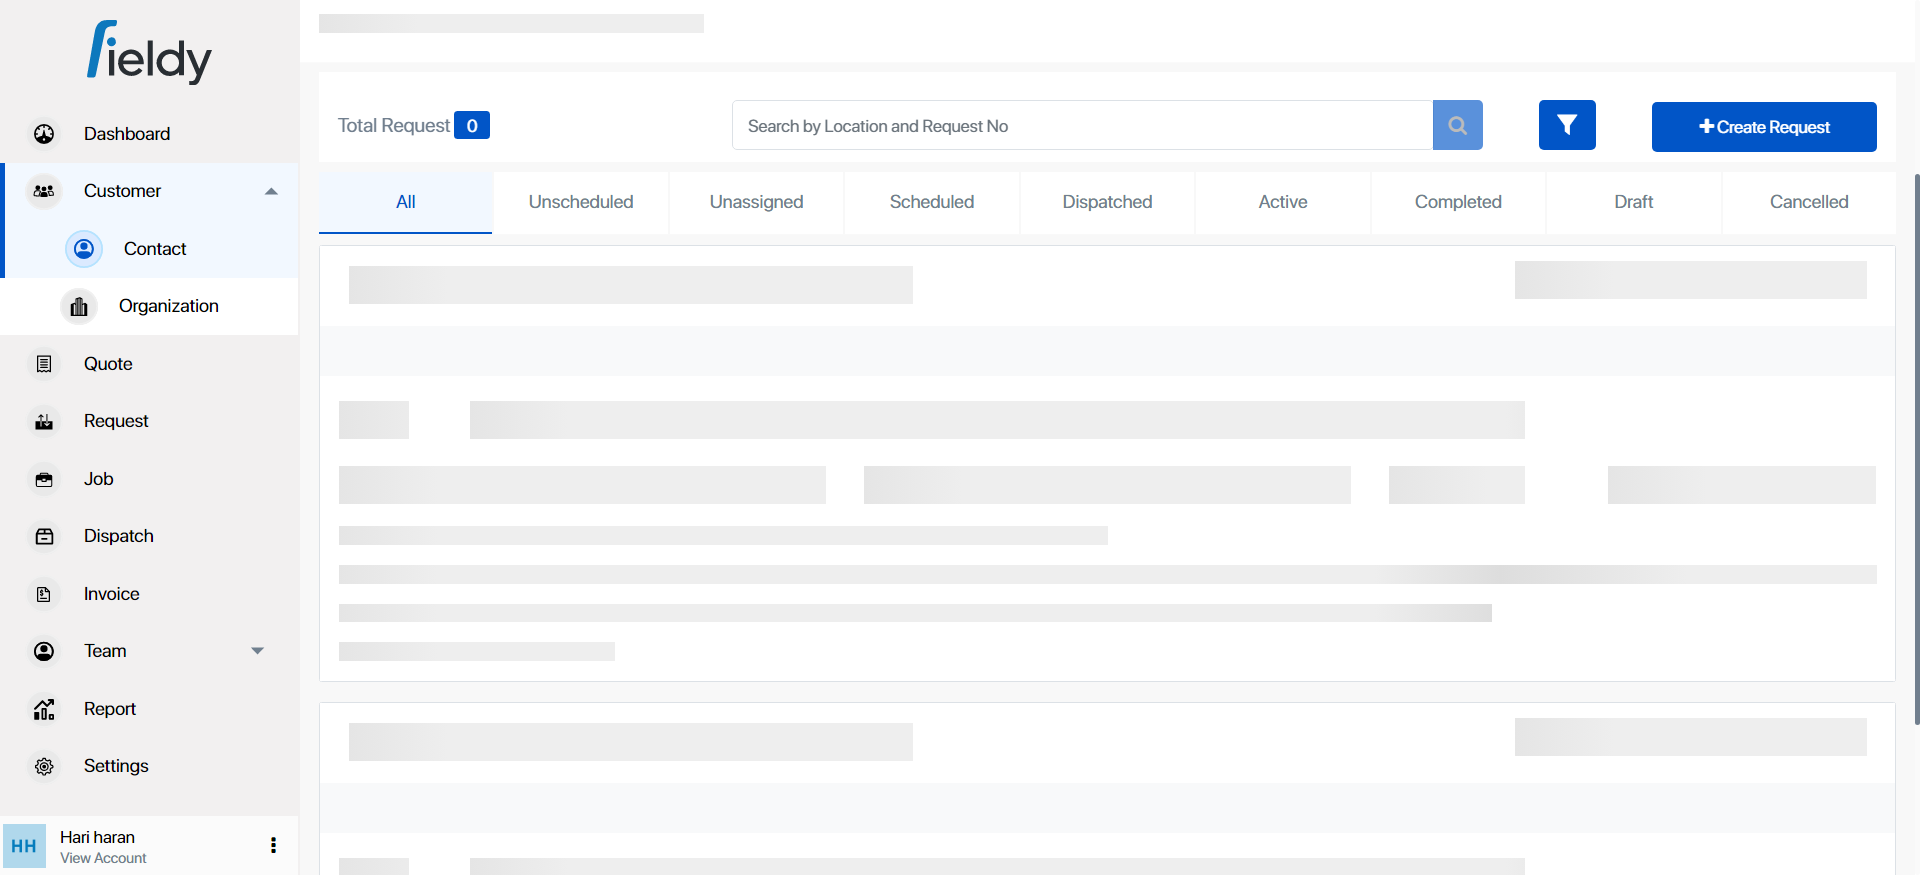 fieldy
Dashboard
Customer
Contact
Organization
Quote
Request
Job
Dispatch
Invoice
Team
Report
Settings
HH
Hari haran
View Account
Total Request 0
Search by Location and Request No
Create Request
All Unscheduled Unassigned Scheduled Dispatched Active Completed Draft Cancelled